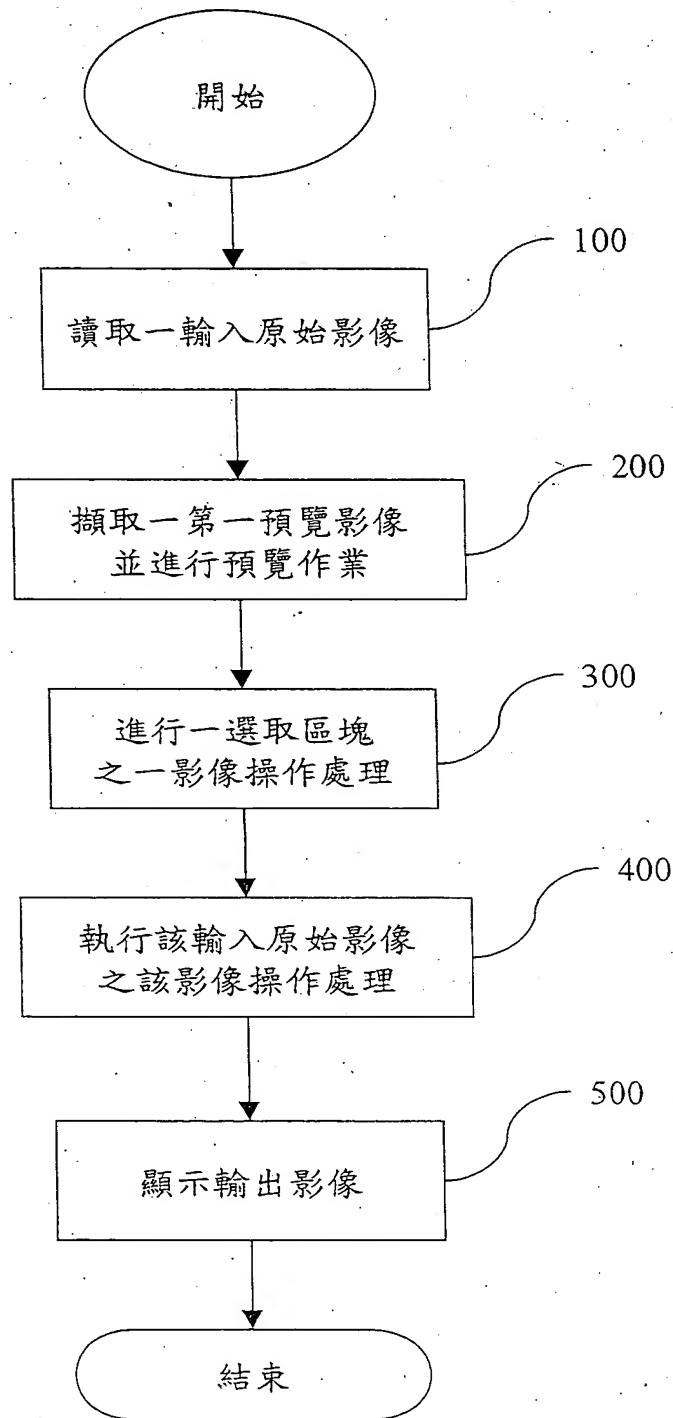 開始
100
讀取一輸入原始影像
200
擷取一第一預覽影像
並進行預覽作業
300
進行一選取區塊
之一影像操作處理
400
執行該輸入原始影像
之該影像操作處理
500
顯示輸出影像
結束